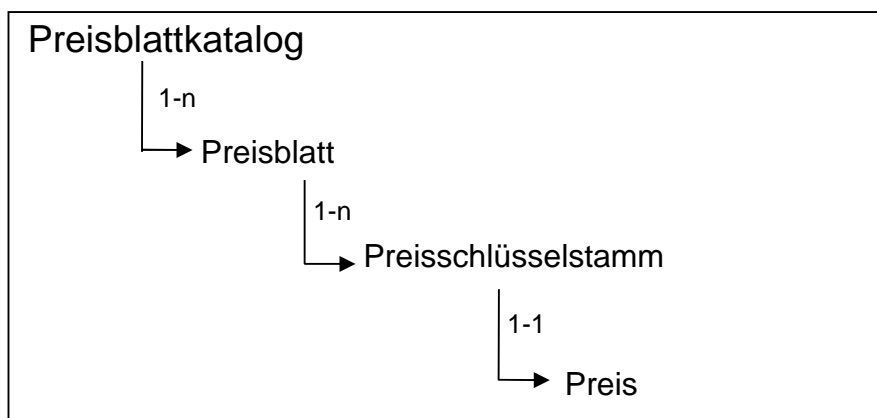 Preisblattkatalog
1-n
Preisblatt
1-n
Preisschlüsselstamm
1-1
Preis